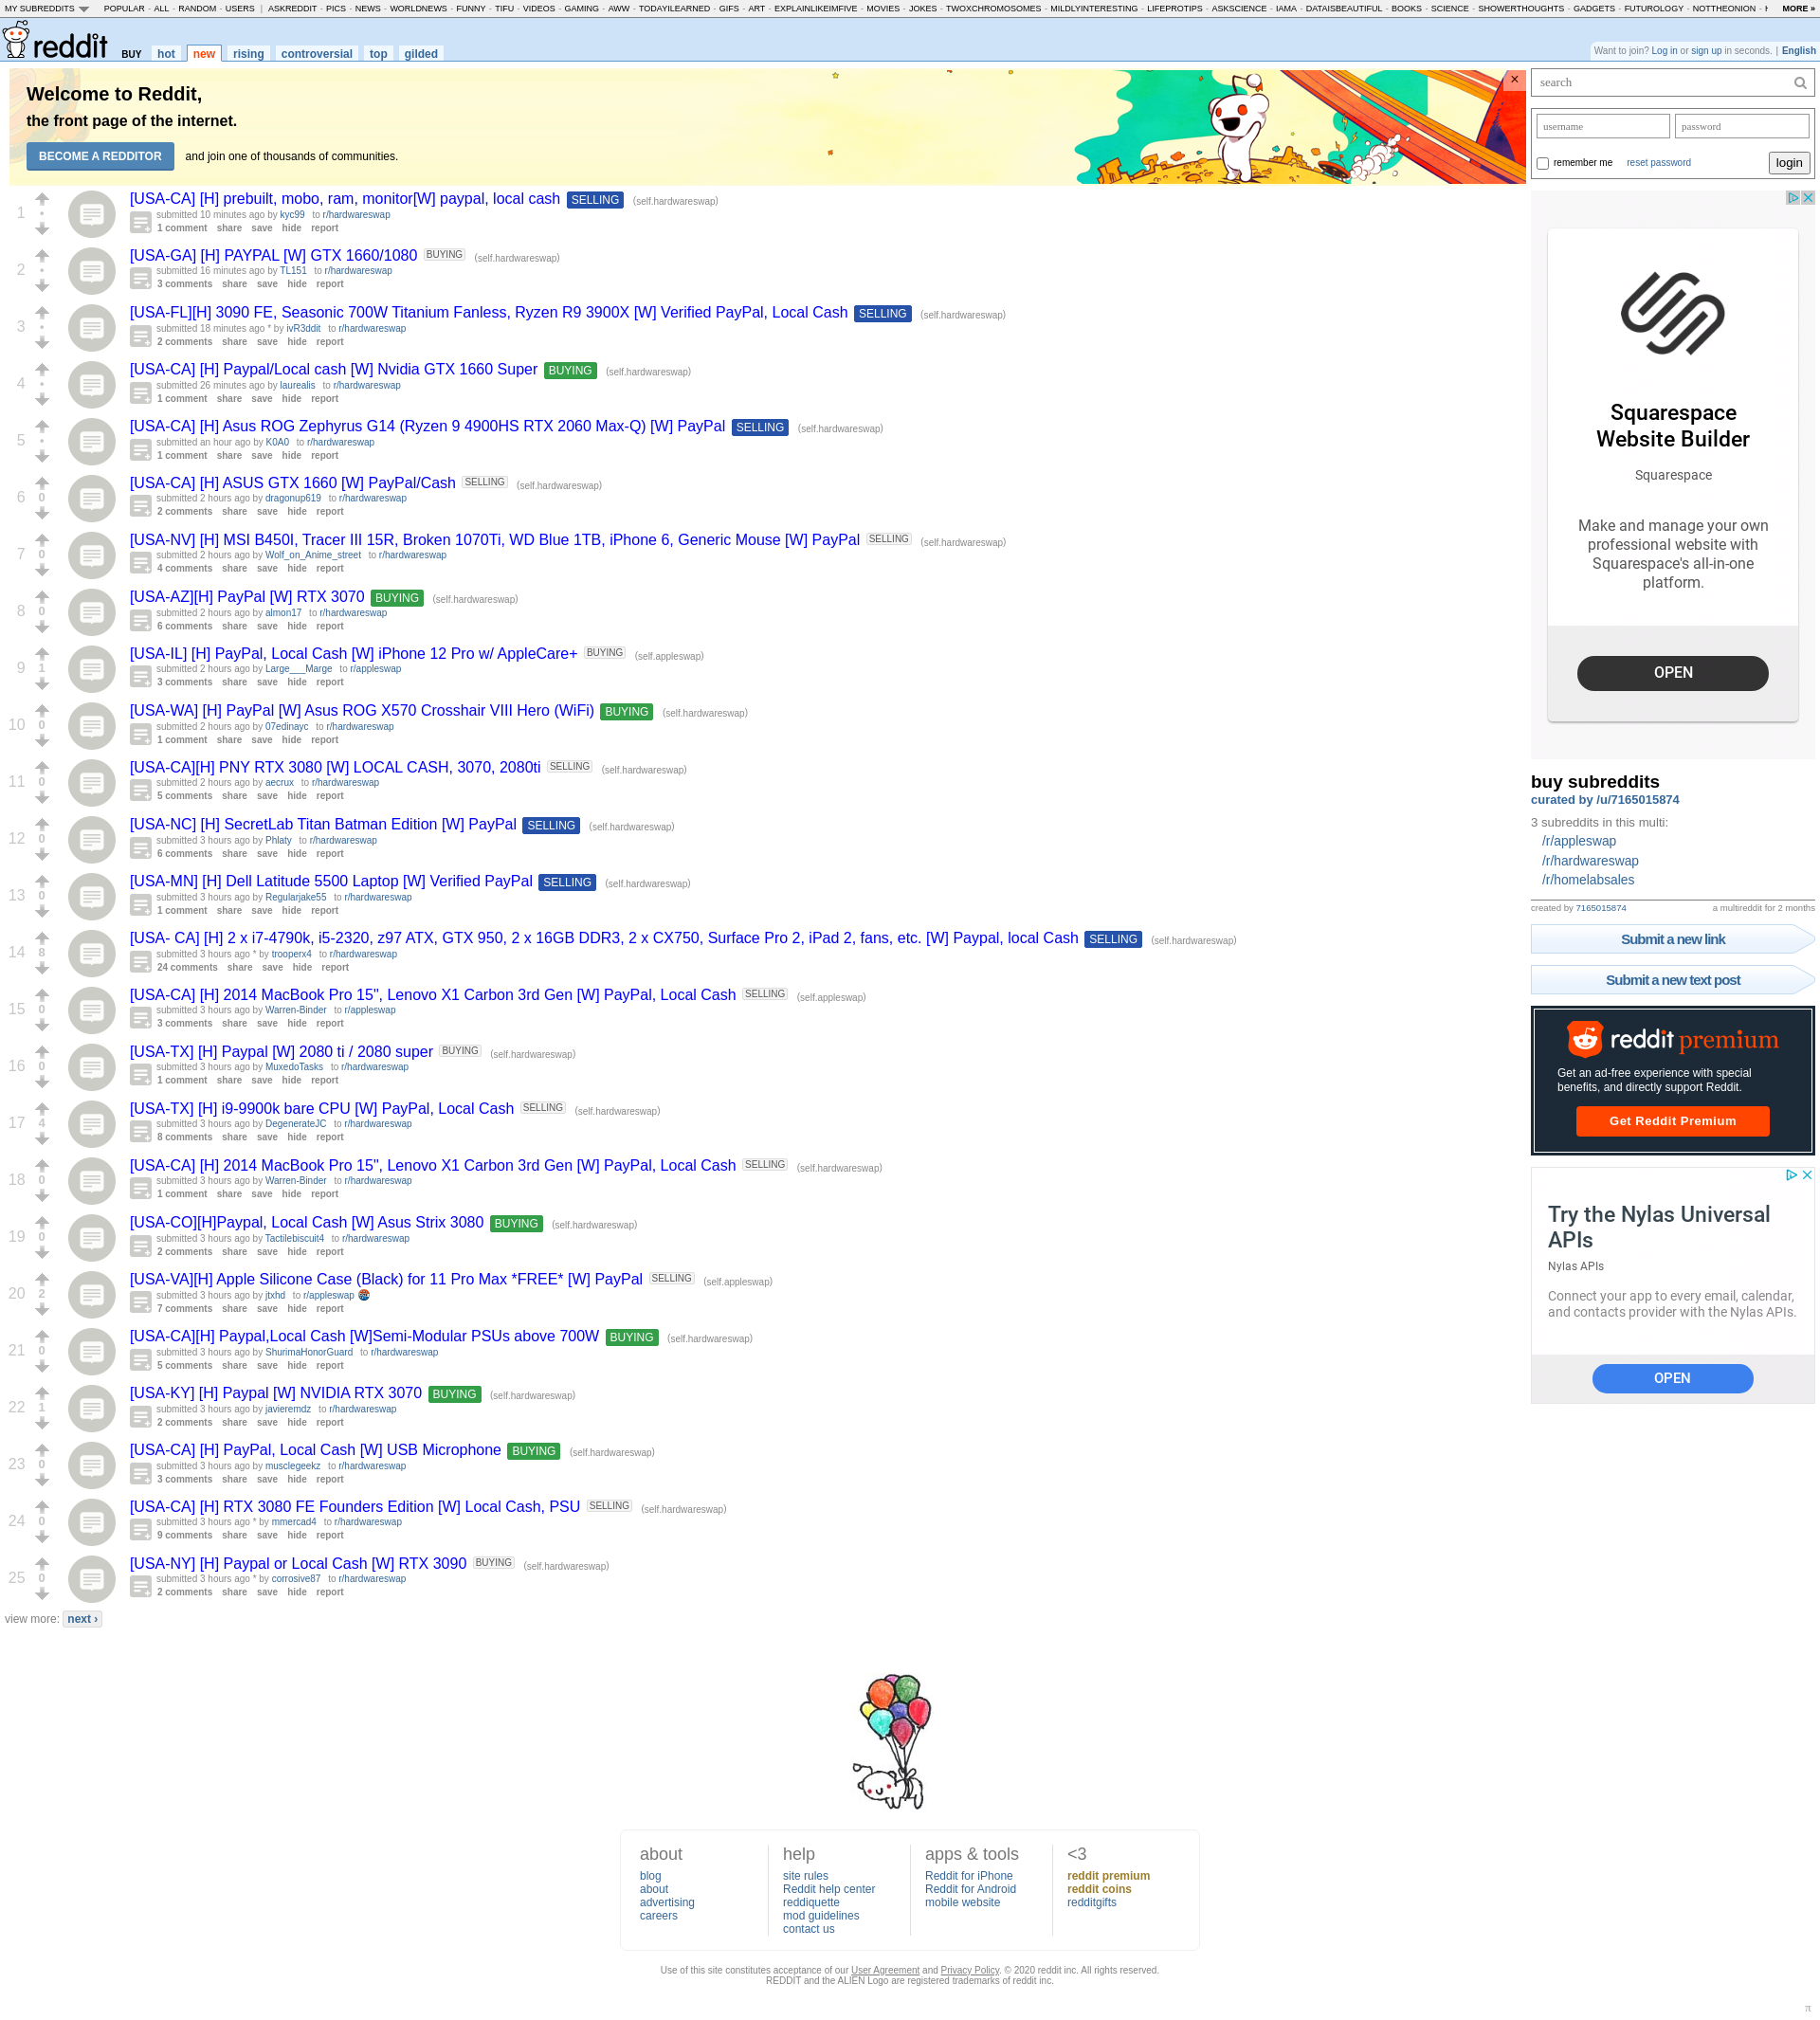 MY SUBREDDITS POPULAR - ALL - RANDOM - USERS | ASKREDDIT - PICS - NEWS - WORLDNEWS - FUNNY - TIFU - VIDEOS - GAMING - AWW - TODAYILEARNED - GIFS - ART - EXPLAINLIKEIMFIVE - MOVIES - JOKES - TWOXCHROMOSOMES - MILDLYINTERESTING - LIFEPROTIPS - ASKSCIENCE - IAMA - DATAISBEAUTIFUL - BOOKS - SCIENCE - SHOWERTHOUGHTS - GADGETS - FUTUROLOGY - NOTTHEONION - MORE »
reddit BUY hot new rising controversial top gilded
Want to join? Log in or sign up in seconds. | English
Welcome to Reddit,
the front page of the internet.
BECOME A REDDITOR and join one of thousands of communities.
×
1
[USA-CA] [H] prebuilt, mobo, ram, monitor[W] paypal, local cash SELLING (self.hardwareswap)
submitted 10 minutes ago by kyc99 to r/hardwareswap
1 comment share save hide report
2
[USA-GA] [H] PAYPAL [W] GTX 1660/1080 BUYING (self.hardwareswap)
submitted 16 minutes ago by TL151 to r/hardwareswap
3 comments share save hide report
3
[USA-FL][H] 3090 FE, Seasonic 700W Titanium Fanless, Ryzen R9 3900X [W] Verified PayPal, Local Cash SELLING (self.hardwareswap)
submitted 18 minutes ago * by ivR3ddit to r/hardwareswap
2 comments share save hide report
4
[USA-CA] [H] Paypal/Local cash [W] Nvidia GTX 1660 Super BUYING (self.hardwareswap)
submitted 26 minutes ago by laurealis to r/hardwareswap
1 comment share save hide report
5
[USA-CA] [H] Asus ROG Zephyrus G14 (Ryzen 9 4900HS RTX 2060 Max-Q) [W] PayPal SELLING (self.hardwareswap)
submitted an hour ago by K0A0 to r/hardwareswap
1 comment share save hide report
6 0
[USA-CA] [H] ASUS GTX 1660 [W] PayPal/Cash SELLING (self.hardwareswap)
submitted 2 hours ago by dragonup619 to r/hardwareswap
2 comments share save hide report
7 0
[USA-NV] [H] MSI B450I, Tracer III 15R, Broken 1070Ti, WD Blue 1TB, iPhone 6, Generic Mouse [W] PayPal SELLING (self.hardwareswap)
submitted 2 hours ago by Wolf_on_Anime_street to r/hardwareswap
4 comments share save hide report
8 0
[USA-AZ][H] PayPal [W] RTX 3070 BUYING (self.hardwareswap)
submitted 2 hours ago by almon17 to r/hardwareswap
6 comments share save hide report
9 1
[USA-IL] [H] PayPal, Local Cash [W] iPhone 12 Pro w/ AppleCare+ BUYING (self.appleswap)
submitted 2 hours ago by Large___Marge to r/appleswap
3 comments share save hide report
10 0
[USA-WA] [H] PayPal [W] Asus ROG X570 Crosshair VIII Hero (WiFi) BUYING (self.hardwareswap)
submitted 2 hours ago by 07edinayc to r/hardwareswap
1 comment share save hide report
11 0
[USA-CA][H] PNY RTX 3080 [W] LOCAL CASH, 3070, 2080ti SELLING (self.hardwareswap)
submitted 2 hours ago by aecrux to r/hardwareswap
5 comments share save hide report
12 0
[USA-NC] [H] SecretLab Titan Batman Edition [W] PayPal SELLING (self.hardwareswap)
submitted 3 hours ago by Phlaty to r/hardwareswap
6 comments share save hide report
13 0
[USA-MN] [H] Dell Latitude 5500 Laptop [W] Verified PayPal SELLING (self.hardwareswap)
submitted 3 hours ago by Regularjake55 to r/hardwareswap
1 comment share save hide report
14 8
[USA- CA] [H] 2 x i7-4790k, i5-2320, z97 ATX, GTX 950, 2 x 16GB DDR3, 2 x CX750, Surface Pro 2, iPad 2, fans, etc. [W] Paypal, local Cash SELLING (self.hardwareswap)
submitted 3 hours ago * by trooperx4 to r/hardwareswap
24 comments share save hide report
15 0
[USA-CA] [H] 2014 MacBook Pro 15", Lenovo X1 Carbon 3rd Gen [W] PayPal, Local Cash SELLING (self.appleswap)
submitted 3 hours ago by Warren-Binder to r/appleswap
3 comments share save hide report
16 0
[USA-TX] [H] Paypal [W] 2080 ti / 2080 super BUYING (self.hardwareswap)
submitted 3 hours ago by MuxedoTasks to r/hardwareswap
1 comment share save hide report
17 4
[USA-TX] [H] i9-9900k bare CPU [W] PayPal, Local Cash SELLING (self.hardwareswap)
submitted 3 hours ago by DegenerateJC to r/hardwareswap
8 comments share save hide report
18 0
[USA-CA] [H] 2014 MacBook Pro 15", Lenovo X1 Carbon 3rd Gen [W] PayPal, Local Cash SELLING (self.hardwareswap)
submitted 3 hours ago by Warren-Binder to r/hardwareswap
1 comment share save hide report
19 0
[USA-CO][H]Paypal, Local Cash [W] Asus Strix 3080 BUYING (self.hardwareswap)
submitted 3 hours ago by Tactilebiscuit4 to r/hardwareswap
2 comments share save hide report
20 2
[USA-VA][H] Apple Silicone Case (Black) for 11 Pro Max *FREE* [W] PayPal SELLING (self.appleswap)
submitted 3 hours ago by jtxhd to r/appleswap
7 comments share save hide report
21 0
[USA-CA][H] Paypal,Local Cash [W]Semi-Modular PSUs above 700W BUYING (self.hardwareswap)
submitted 3 hours ago by ShurimaHonorGuard to r/hardwareswap
5 comments share save hide report
22 1
[USA-KY] [H] Paypal [W] NVIDIA RTX 3070 BUYING (self.hardwareswap)
submitted 3 hours ago by javieremdz to r/hardwareswap
2 comments share save hide report
23 0
[USA-CA] [H] PayPal, Local Cash [W] USB Microphone BUYING (self.hardwareswap)
submitted 3 hours ago by musclegeekz to r/hardwareswap
3 comments share save hide report
24 0
[USA-CA] [H] RTX 3080 FE Founders Edition [W] Local Cash, PSU SELLING (self.hardwareswap)
submitted 3 hours ago * by mmercad4 to r/hardwareswap
9 comments share save hide report
25 0
[USA-NY] [H] Paypal or Local Cash [W] RTX 3090 BUYING (self.hardwareswap)
submitted 3 hours ago * by corrosive87 to r/hardwareswap
2 comments share save hide report
view more: next ›
search
username password
remember me reset password login
Squarespace
Website Builder
Squarespace
Make and manage your own
professional website with
Squarespace's all-in-one
platform.
OPEN
buy subreddits
curated by /u/7165015874
3 subreddits in this multi:
/r/appleswap
/r/hardwareswap
/r/homelabsales
created by 7165015874 a multireddit for 2 months
Submit a new link
Submit a new text post
reddit premium
Get an ad-free experience with special
benefits, and directly support Reddit.
Get Reddit Premium
Try the Nylas Universal
APIs
Nylas APIs
Connect your app to every email, calendar,
and contacts provider with the Nylas APIs.
OPEN
about
blog
about
advertising
careers
help
site rules
Reddit help center
reddiquette
mod guidelines
contact us
apps & tools
Reddit for iPhone
Reddit for Android
mobile website
<3
reddit premium
reddit coins
redditgifts
Use of this site constitutes acceptance of our User Agreement and Privacy Policy. © 2020 reddit inc. All rights reserved.
REDDIT and the ALIEN Logo are registered trademarks of reddit inc.
π